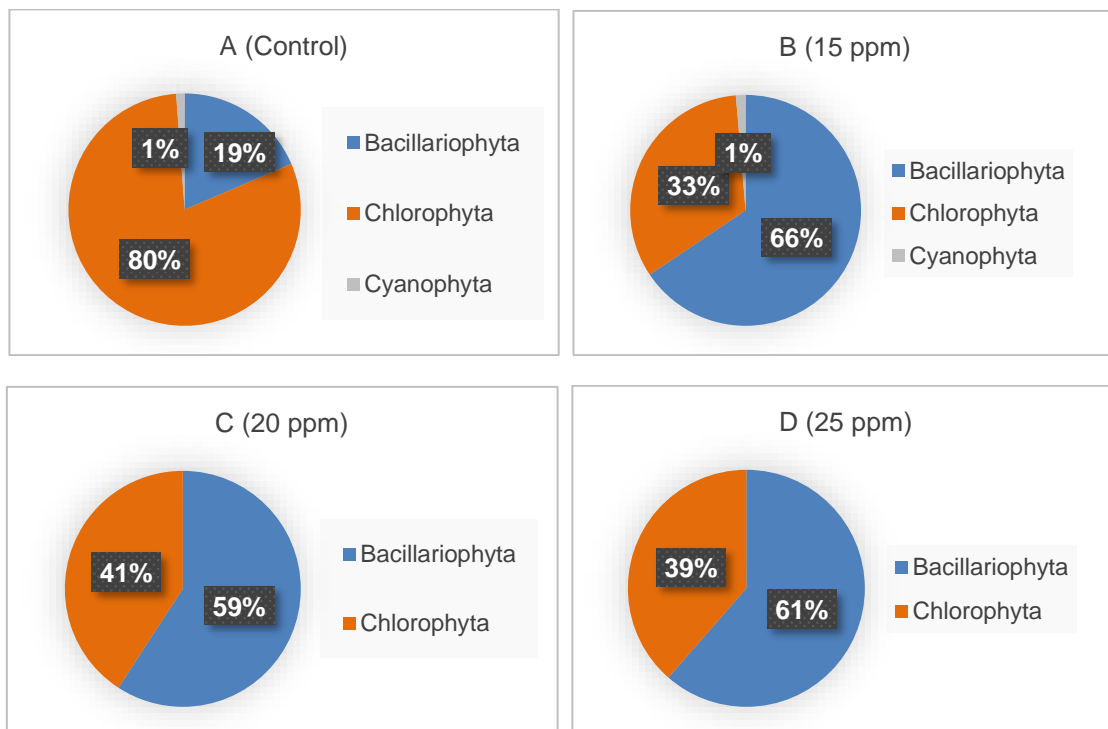 A (Control)
1%
19%
80%
Bacillariophyta
Chlorophyta
Cyanophyta
B (15 ppm)
1%
33%
66%
Bacillariophyta
Chlorophyta
Cyanophyta
C (20 ppm)
41%
59%
Bacillariophyta
Chlorophyta
D (25 ppm)
39%
61%
Bacillariophyta
Chlorophyta